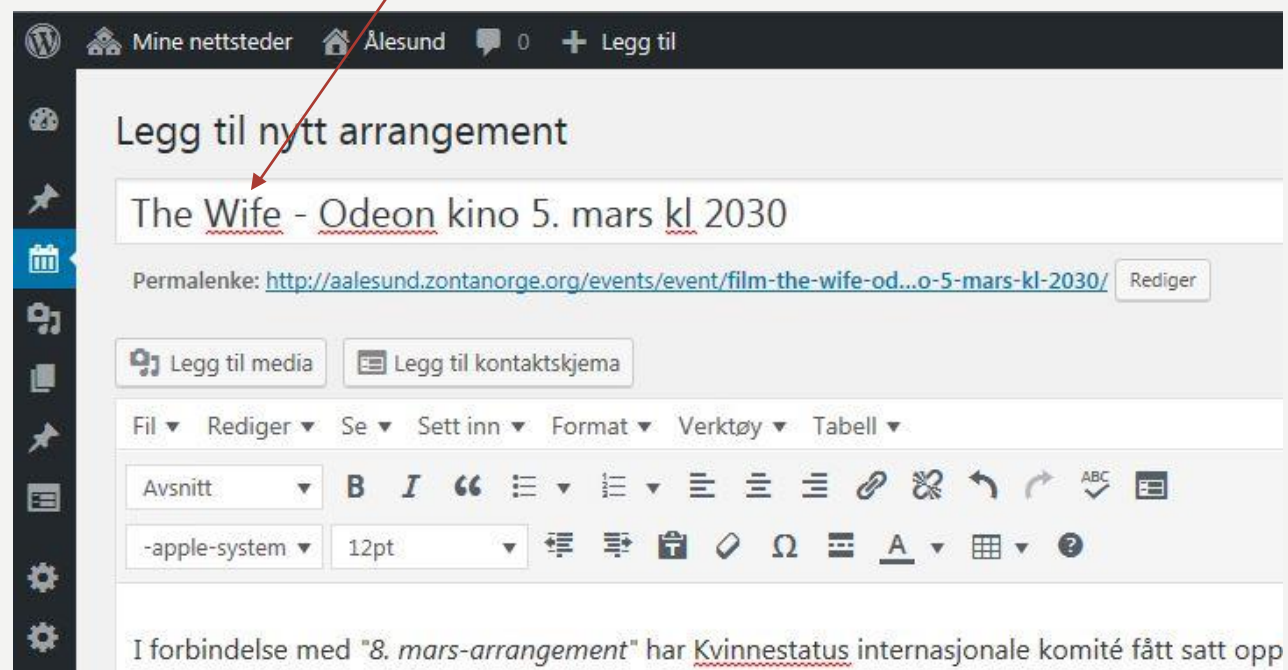 Mine nettsteder Ålesund 0 Legg til
Legg til nytt arrangement
The Wife - Odeon kino 5. mars kl 2030
Permalenke: http://aalesund.zontanorge.org/events/event/film-the-wife-od...o-5-mars-kl-2030/ Rediger
Legg til media Legg til kontaktskjema
Fil Rediger Se Sett inn Format Verktøy Tabell
Avsnitt B I ABC
-apple-system 12pt T Ω A
I forbindelse med "8. mars-arrangement" har Kvinnestatus internasjonale komité fått satt opp